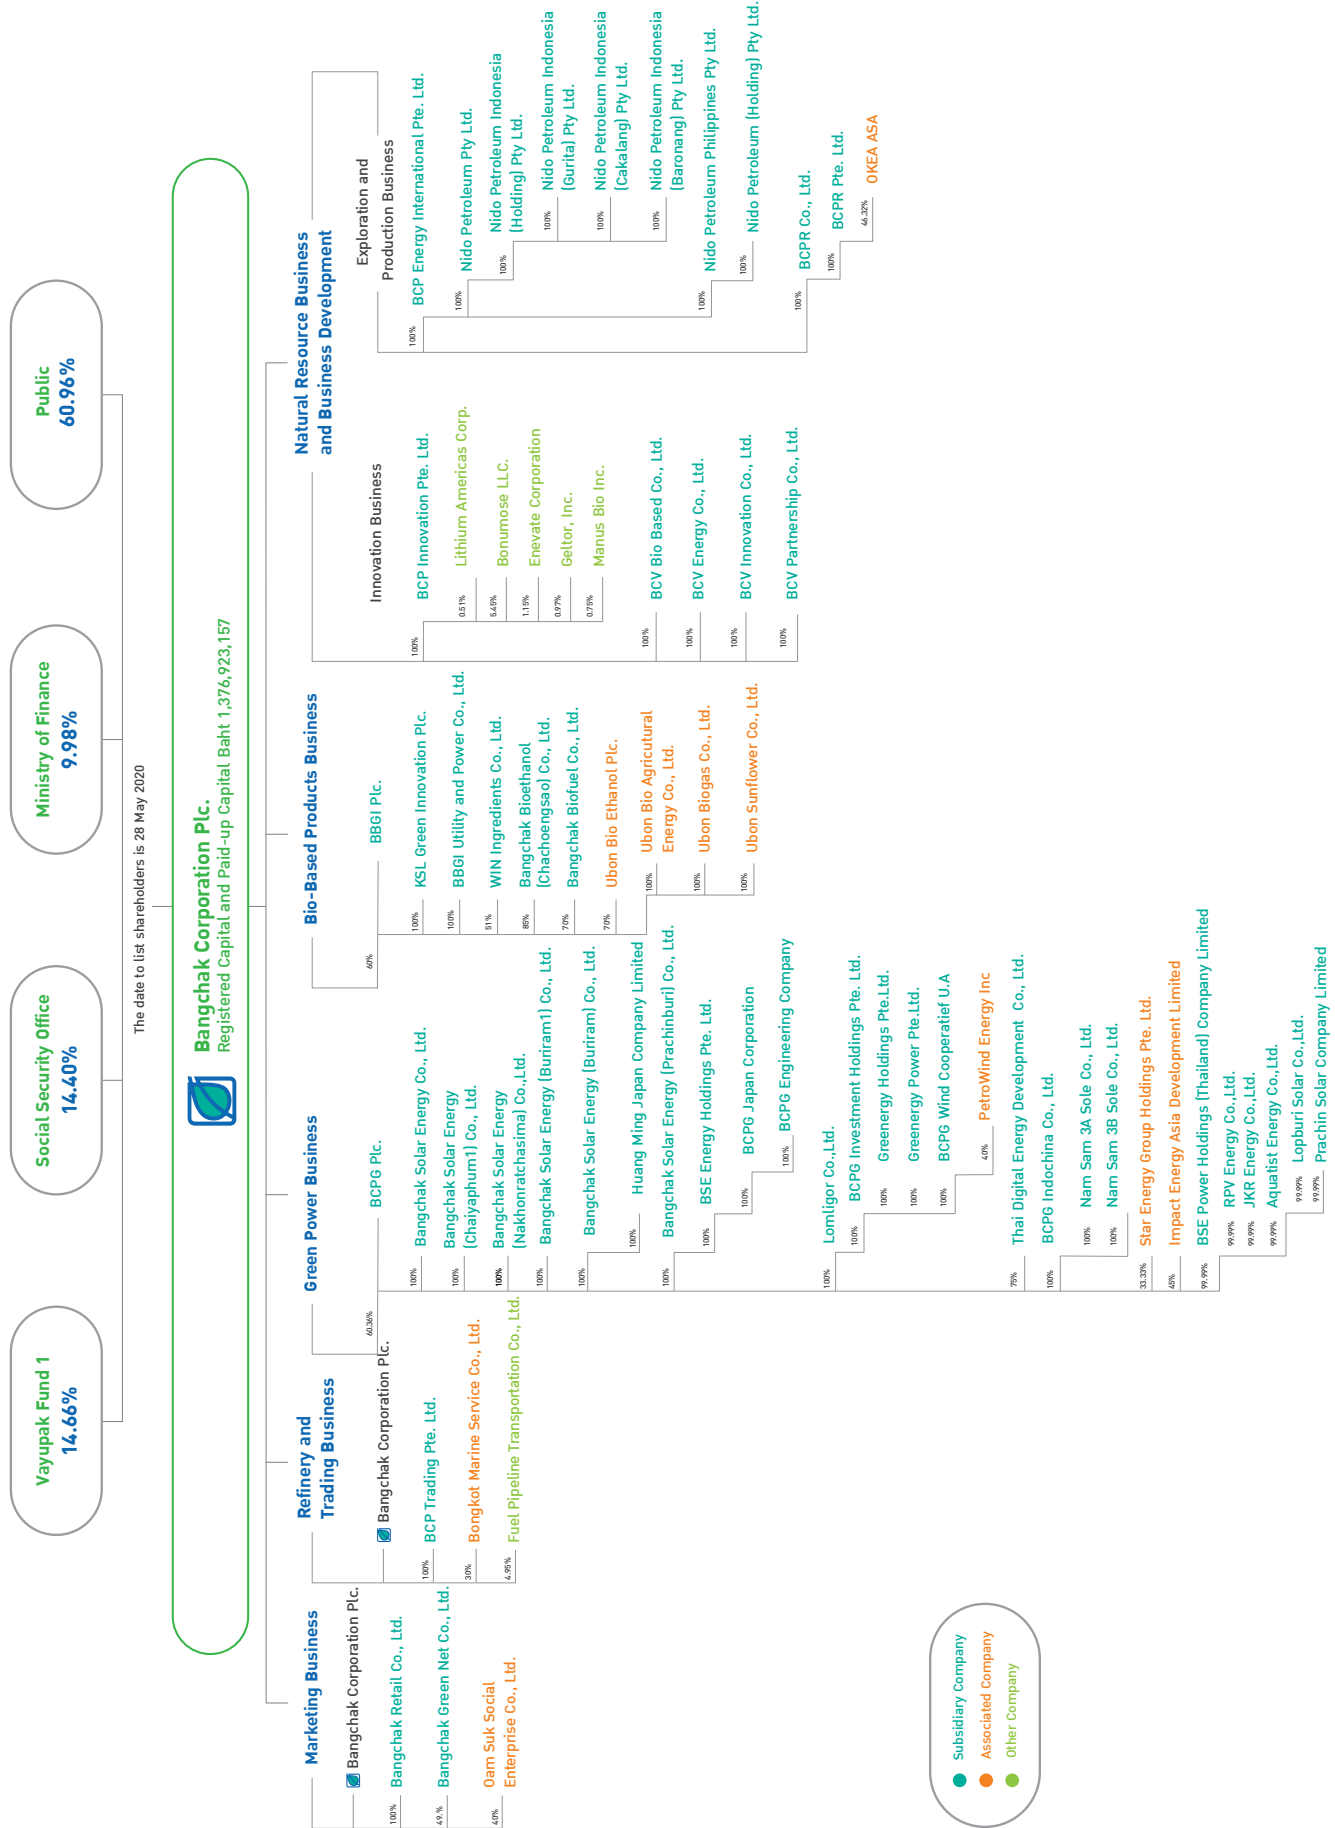 Vayupak Fund 1
14.66%
Social Security Office
14.40%
Ministry of Finance
9.98%
Public
60.96%
The date to list shareholders is 28 May 2020
Bangchak Corporation Plc.
Registered Capital and Paid-up Capital Baht 1,376,923,157
Marketing Business
Bangchak Corporation Plc.
100%
Bangchak Retail Co., Ltd.
49.%
Bangchak Green Net Co., Ltd.
40%
Oam Suk Social
Enterprise Co., Ltd.
Refinery and
Trading Business
Bangchak Corporation Plc.
100%
BCP Trading Pte. Ltd.
30%
Bongkot Marine Service Co., Ltd.
4.95%
Fuel Pipeline Transportation Co., Ltd.
Green Power Business
60.36%
BCPG Plc.
100%
Bangchak Solar Energy Co., Ltd.
100%
Bangchak Solar Energy
(Chaiyaphum1) Co., Ltd.
100%
Bangchak Solar Energy
(Nakhonratchasima) Co.,Ltd.
100%
Bangchak Solar Energy (Buriram1) Co., Ltd.
100%
Bangchak Solar Energy (Buriram) Co., Ltd.
100%
Huang Ming Japan Company Limited
100%
Bangchak Solar Energy (Prachinburi) Co., Ltd.
100%
BSE Energy Holdings Pte. Ltd.
100%
BCPG Japan Corporation
100%
BCPG Engineering Company
100%
Lomligor Co.,Ltd.
100%
BCPG Investment Holdings Pte. Ltd.
100%
Greenergy Holdings Pte.Ltd.
100%
Greenergy Power Pte.Ltd.
100%
BCPG Wind Cooperatief U.A
40%
PetroWind Energy Inc
75%
Thai Digital Energy Development Co., Ltd.
100%
BCPG Indochina Co., Ltd.
100%
Nam Sam 3A Sole Co., Ltd.
100%
Nam Sam 3B Sole Co., Ltd.
33.33%
Star Energy Group Holdings Pte. Ltd.
45%
Impact Energy Asia Development Limited
99.99%
BSE Power Holdings (Thailand) Company Limited
99.99%
RPV Energy Co.,Ltd.
99.99%
JKR Energy Co.,Ltd.
99.99%
Aquatist Energy Co.,Ltd.
99.99%
Lopburi Solar Co.,Ltd.
99.99%
Prachin Solar Company Limited
Bio-Based Products Business
60%
BBGI Plc.
100%
KSL Green Innovation Plc.
100%
BBGI Utility and Power Co., Ltd.
51%
WIN Ingredients Co., Ltd.
85%
Bangchak Bioethanol
(Chachoengsao) Co., Ltd.
70%
Bangchak Biofuel Co., Ltd.
70%
Ubon Bio Ethanol Plc.
100%
Ubon Bio Agricutural
Energy Co., Ltd.
100%
Ubon Biogas Co., Ltd.
100%
Ubon Sunflower Co., Ltd.
Natural Resource Business
and Business Development
Innovation Business
100%
BCP Innovation Pte. Ltd.
0.51%
Lithium Americas Corp.
5.45%
Bonumose LLC.
1.15%
Enevate Corporation
0.97%
Geltor, Inc.
0.75%
Manus Bio Inc.
100%
BCV Bio Based Co., Ltd.
100%
BCV Energy Co., Ltd.
100%
BCV Innovation Co., Ltd.
100%
BCV Partnership Co., Ltd.
Exploration and
Production Business
100%
BCP Energy International Pte. Ltd.
100%
Nido Petroleum Pty Ltd.
100%
Nido Petroleum Indonesia
(Holding) Pty Ltd.
100%
Nido Petroleum Indonesia
(Gurita) Pty Ltd.
100%
Nido Petroleum Indonesia
(Cakalang) Pty Ltd.
100%
Nido Petroleum Indonesia
(Baronang) Pty Ltd.
100%
Nido Petroleum Philippines Pty Ltd.
100%
Nido Petroleum (Holding) Pty Ltd.
100%
BCPR Co., Ltd.
100%
BCPR Pte. Ltd.
46.32%
OKEA ASA
Subsidiary Company
Associated Company
Other Company